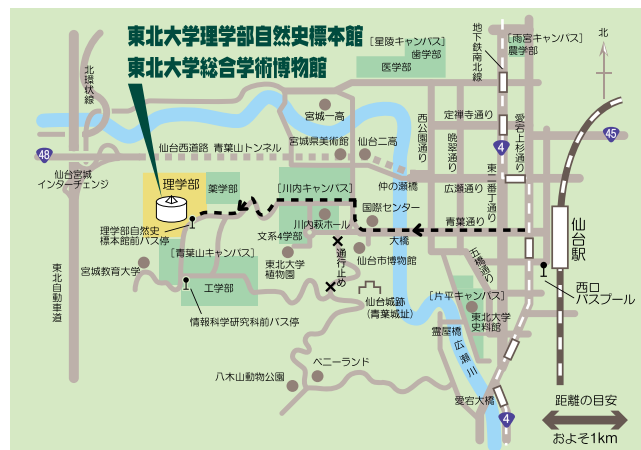 東北大学理学部自然史標本館
東北大学総合学術博物館
[星陵キャンパス]
歯学部
医学部
地下鉄南北線
[雨宮キャンパス]
農学部
北
北環状線
宮城一高
西公園通り
定禅寺通り
晩翠通り
4
愛宕上杉通り
45
仙台西道路 青葉山トンネル
宮城県美術館
仙台二高
48
仙台宮城
インターチェンジ
理学部
薬学部
[川内キャンパス]
仲の瀬橋
広瀬通り
東二番丁通り
国際センター
青葉通り
理学部自然史
標本館前バス停
川内萩ホール
文系4学部
大橋
仙台駅
[青葉山キャンパス]
通行止め
仙台市博物館
五橋通り
宮城教育大学
東北大学
植物園
西口
バスプール
工学部
仙台城跡
(青葉城址)
[片平キャンパス]
東北大学
史料館
東北自動車道
情報科学研究科前バス停
霊屋橋
広瀬川
ベニーランド
八木山動物公園
愛宕大橋
4
距離の目安
およそ1km